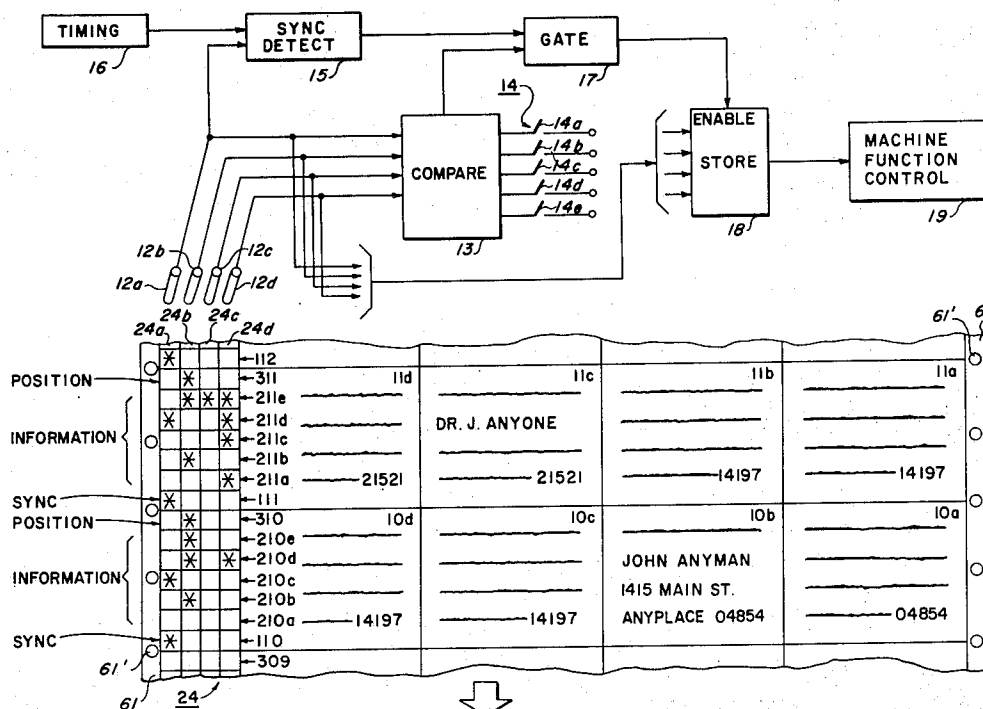 TIMING
16
SYNC DETECT
15
GATE
17
14
14a
14b
14c
14d
14e
COMPARE
13
ENABLE
STORE
18
MACHINE FUNCTION CONTROL
19
12a
12b
12c
12d
24a
24b
24c
24d
61'
6
POSITION
INFORMATION
SYNC
POSITION
INFORMATION
SYNC
61'
61
24
112
311
211e
211d
211c
211b
211a
111
310
210e
210d
210c
210b
210a
110
309
11d
21521
11c
DR. J. ANYONE
21521
11b
14197
11a
14197
10d
14197
10c
14197
10b
JOHN ANYMAN
1415 MAIN ST.
ANYPLACE 04854
10a
04854